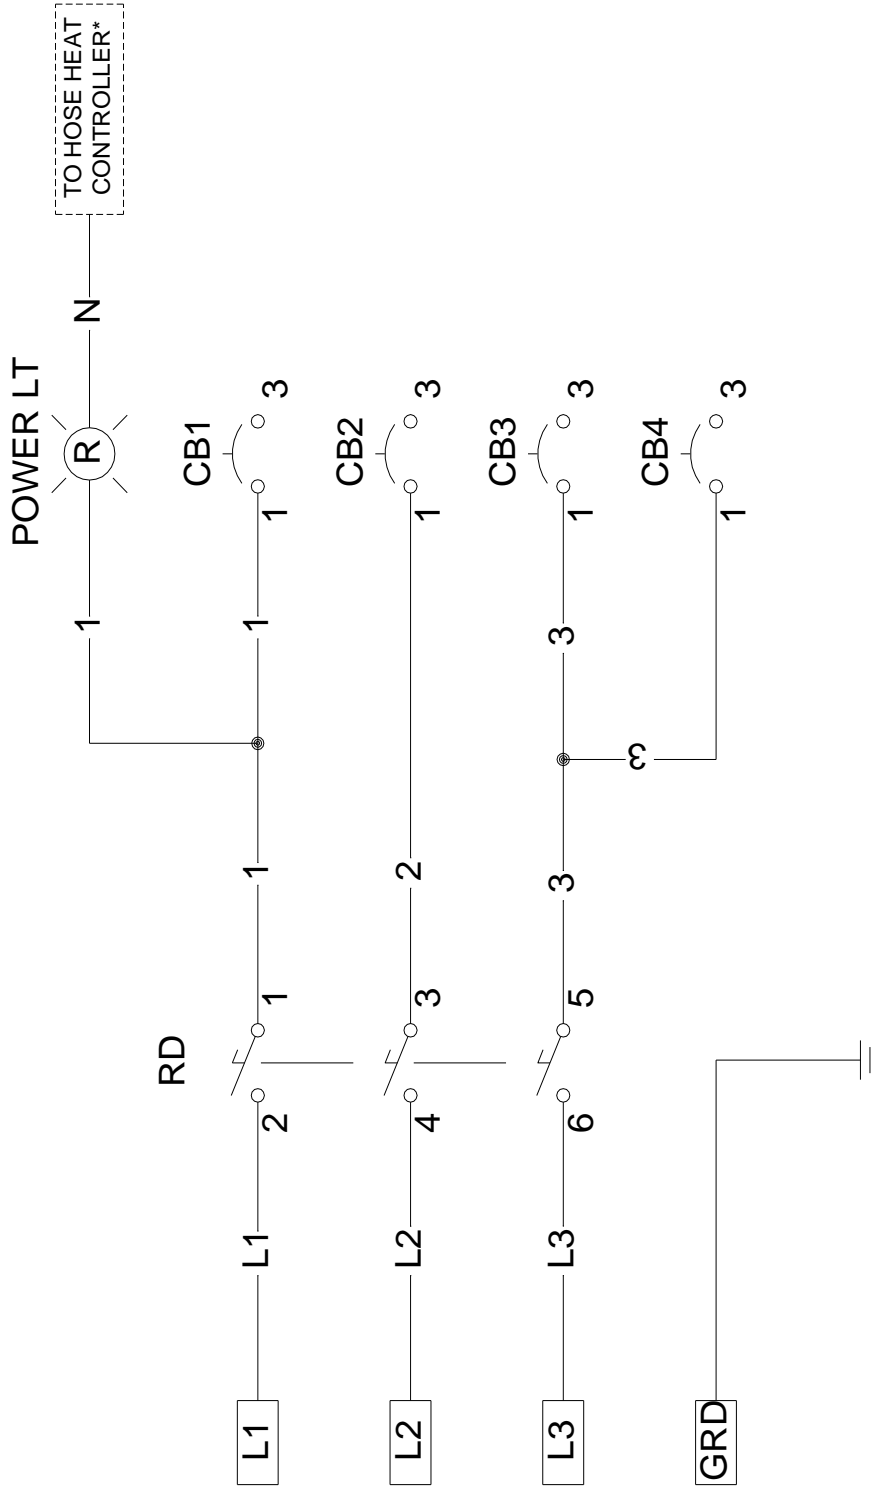 TO HOSE HEAT
CONTROLLER*
POWER LT
1
R
N
RD
CB1
L1
L1
2
1
1
1
1
3
CB2
L2
L2
4
3
2
1
3
CB3
L3
L3
6
5
3
3
1
3
CB4
3
1
3
GRD